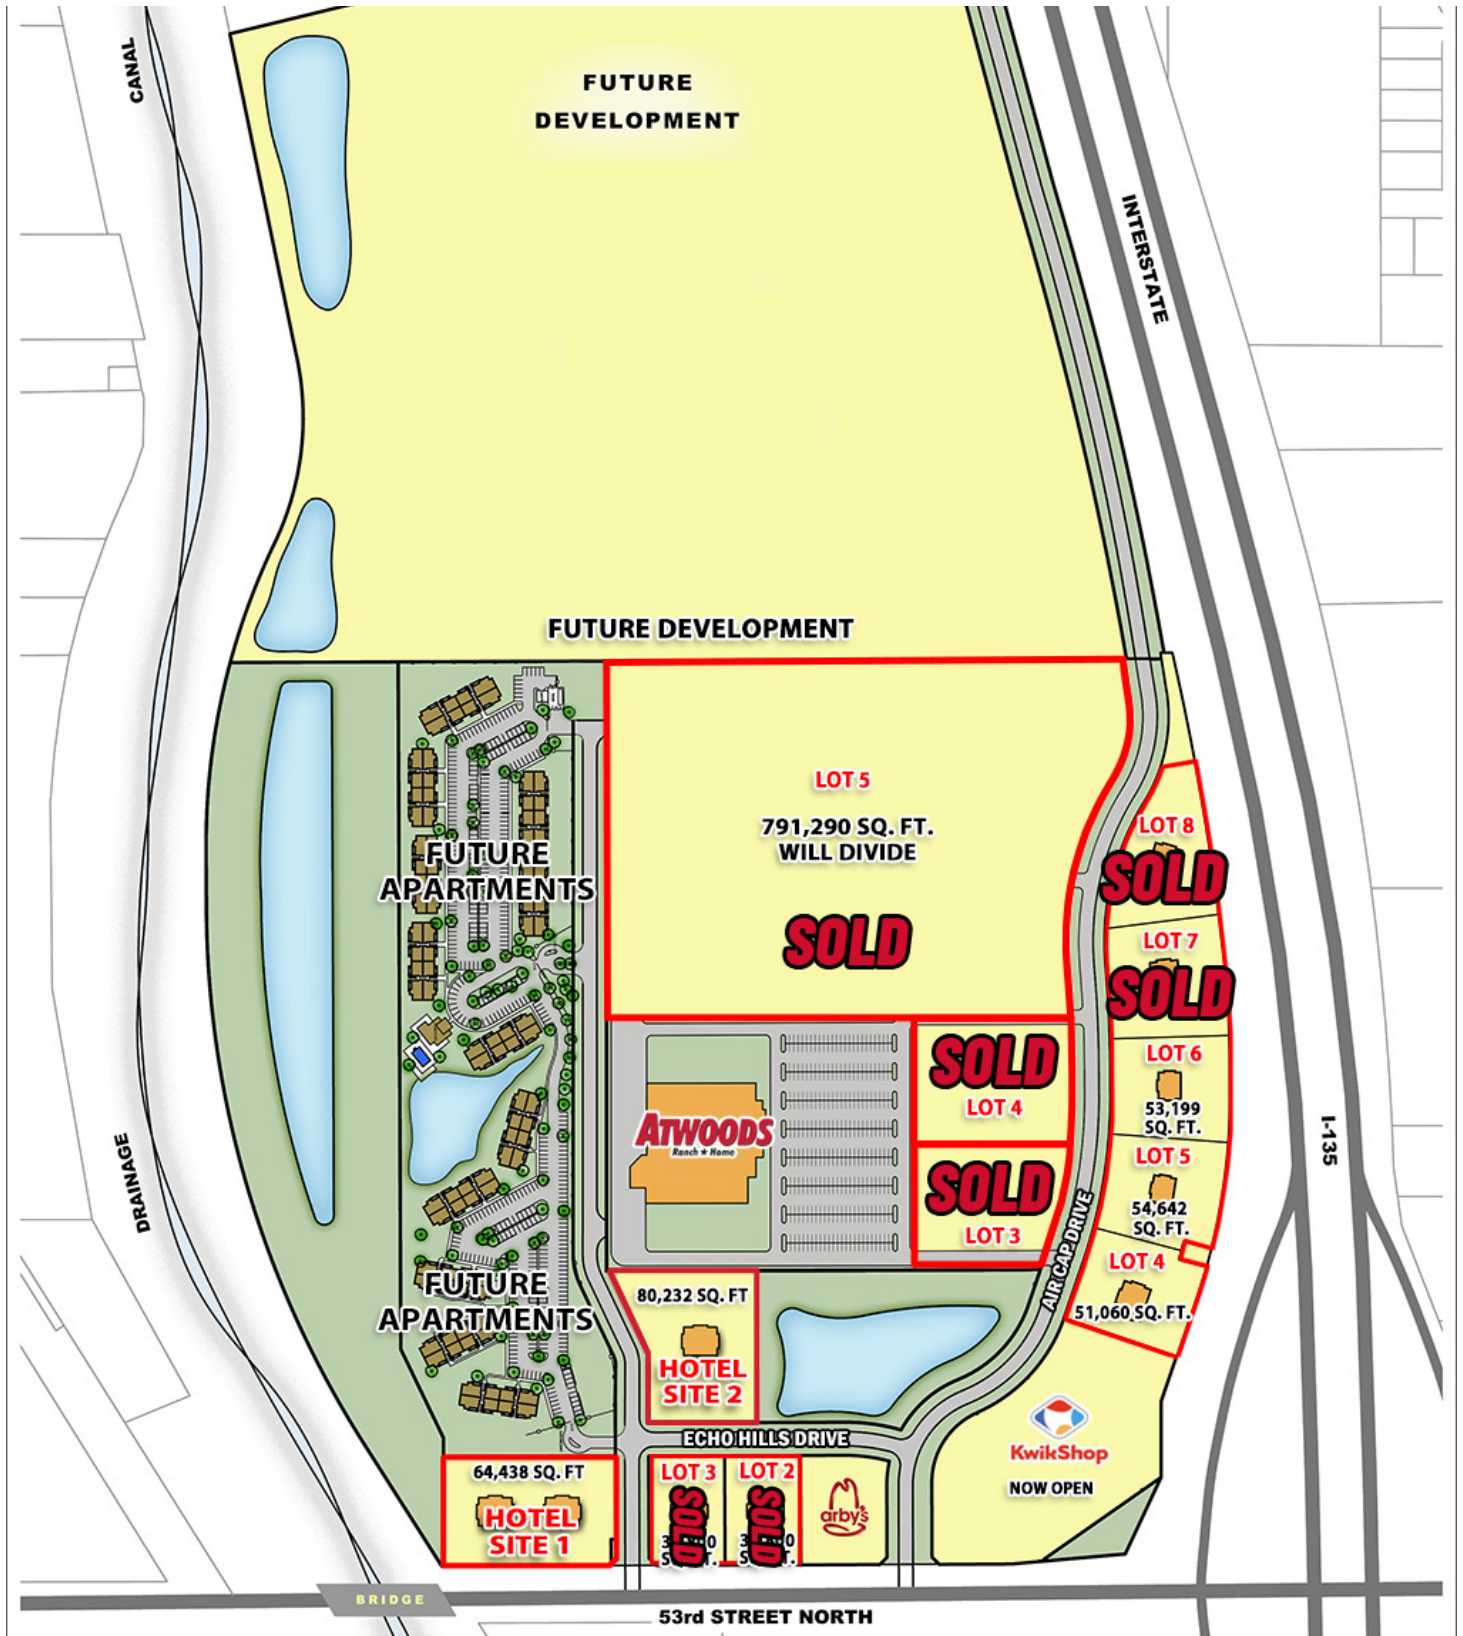 CANAL
FUTURE
DEVELOPMENT
INTERSTATE
FUTURE DEVELOPMENT
LOT 5
791,290 SQ. FT.
WILL DIVIDE
SOLD
LOT 8
SOLD
LOT 7
SOLD
FUTURE
APARTMENTS
SOLD
LOT 4
LOT 6
53,199
SQ. FT.
ATWOODS
Ranch ★ Home
I-135
DRAINAGE
SOLD
LOT 3
LOT 5
54,642
SQ. FT.
AIR CAP DRIVE
LOT 4
51,060 SQ. FT.
FUTURE
APARTMENTS
80,232 SQ. FT
HOTEL
SITE 2
ECHO HILLS DRIVE
KwikShop
NOW OPEN
64,438 SQ. FT
HOTEL
SITE 1
LOT 3
SOLD
LOT 2
SOLD
arby's
BRIDGE
53rd STREET NORTH